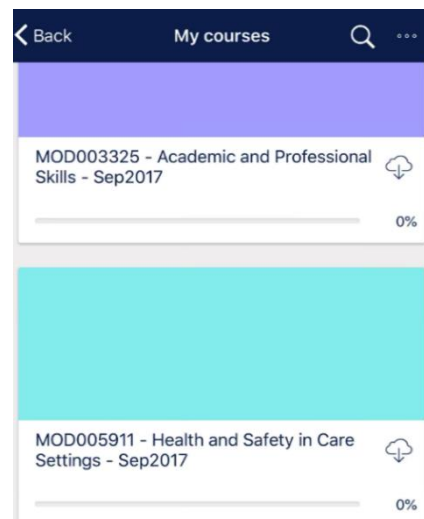 Back My courses
MOD003325 - Academic and Professional
Skills - Sep2017
0%
MOD005911 - Health and Safety in Care
Settings - Sep2017
0%